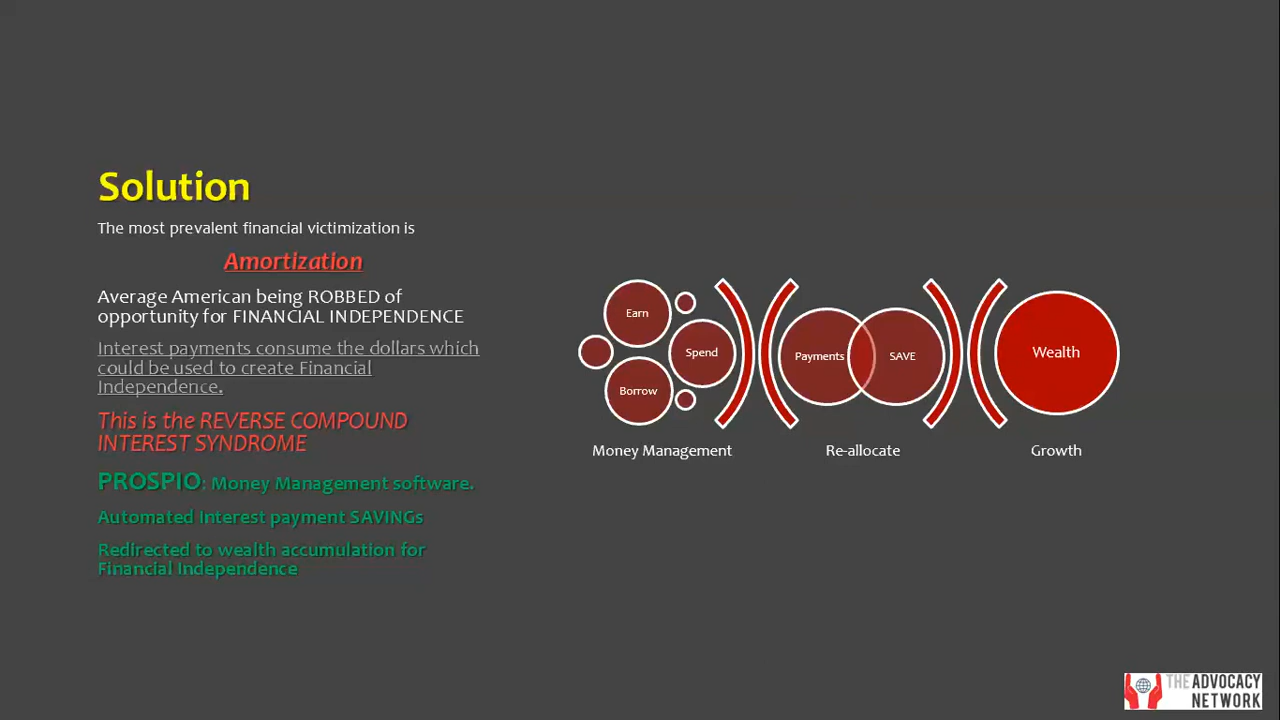 Solution
The most prevalent financial victimization is
Amortization
Average American being ROBBED of
opportunity for FINANCIAL INDEPENDENCE
Interest payments consume the dollars which
could be used to create Financial
Independence.
This is the REVERSE COMPOUND
INTEREST SYNDROME
PROSPIO: Money Management software.
Automated Interest payment SAVINGs
Redirected to wealth accumulation for
Financial Independence
Earn
Spend
Borrow
Money Management
Payments
SAVE
Re-allocate
Wealth
Growth
THE ADVOCACY
NETWORK